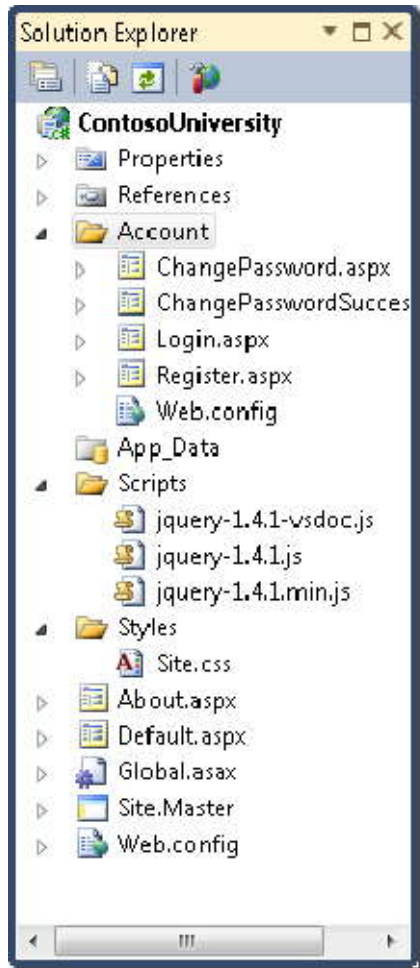 Solution Explorer
ContosoUniversity
Properties
References
Account
ChangePassword.aspx
ChangePasswordSucces
Login.aspx
Register.aspx
Web.config
App_Data
Scripts
jquery-1.4.1-vsdoc.js
jquery-1.4.1.js
jquery-1.4.1.min.js
Styles
Site.css
About.aspx
Default.aspx
Global.asax
Site.Master
Web.config